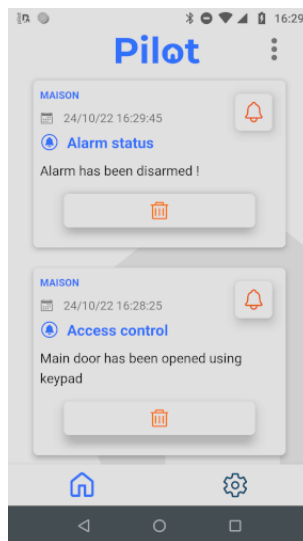 16:29
Pilot
MAISON
24/10/22 16:29:45
Alarm status
Alarm has been disarmed !
MAISON
24/10/22 16:28:25
Access control
Main door has been opened using
keypad